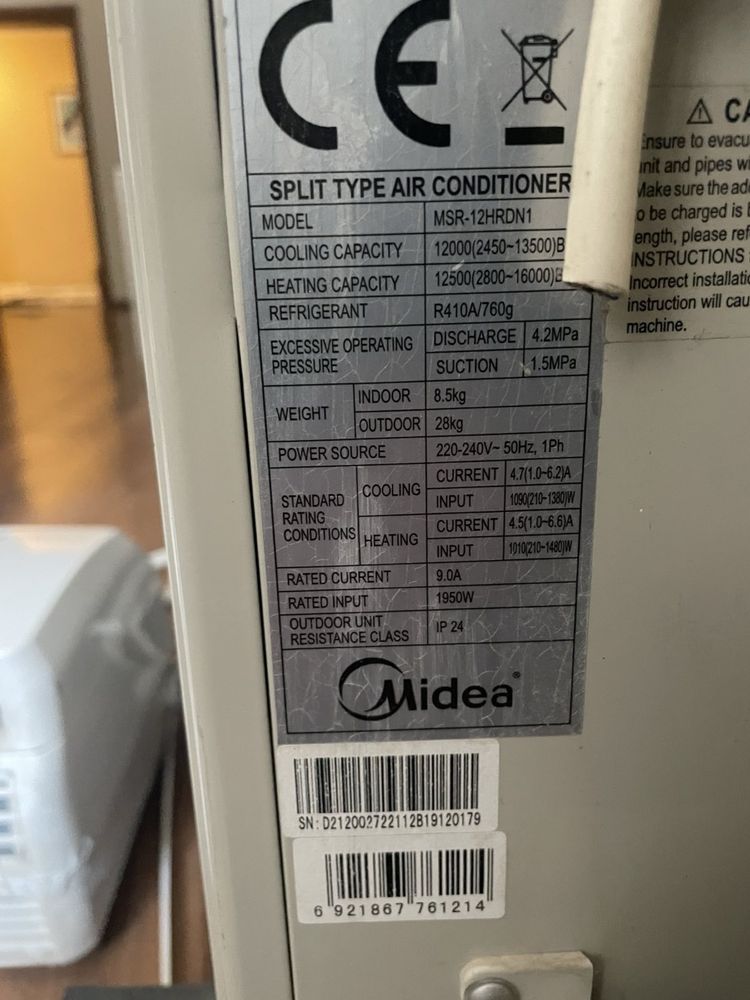 CE
SPLIT TYPE AIR CONDITIONER
MODEL MSR-12HRDN1
COOLING CAPACITY 12000(2450~13500)B
HEATING CAPACITY 12500(2800~16000)
REFRIGERANT R410A/760g
EXCESSIVE OPERATING PRESSURE DISCHARGE 4.2MPa
SUCTION 1.5MPa
WEIGHT INDOOR 8.5kg
OUTDOOR 28kg
POWER SOURCE 220-240V~ 50Hz, 1Ph
STANDARD RATING CONDITIONS COOLING CURRENT 4.7(1.0~6.2)A
INPUT 1090(210~1380)W
HEATING CURRENT 4.5(1.0~6.6)A
INPUT 1010(210~1480)W
RATED CURRENT 9.0A
RATED INPUT 1950W
OUTDOOR UNIT RESISTANCE CLASS IP 24
Midea®
SN: D212002722112B19120179
6 921867 761214
CA
Ensure to evacu
unit and pipes w
Make sure the ad
o be charged is
ength, please ref
INSTRUCTIONS
Incorrect installatio
instruction will cau
machine.